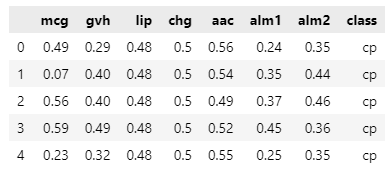 mcg gvh lip chg aac alm1 alm2 class
0 0.49 0.29 0.48 0.5 0.56 0.24 0.35 cp
1 0.07 0.40 0.48 0.5 0.54 0.35 0.44 cp
2 0.56 0.40 0.48 0.5 0.49 0.37 0.46 cp
3 0.59 0.49 0.48 0.5 0.52 0.45 0.36 cp
4 0.23 0.32 0.48 0.5 0.55 0.25 0.35 cp